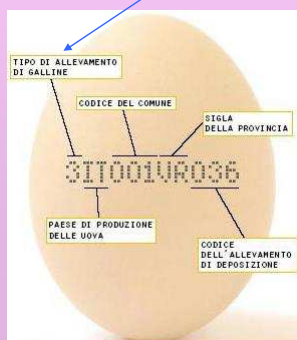 TIPO DI ALLEVAMENTO
DI GALLINE
CODICE DEL COMUNE
SIGLA
DELLA PROVINCIA
3IT001VR036
PAESE DI PRODUZIONE
DELLE UOVA
CODICE
DELL´ALLEVAMENTO
DI DEPOSIZIONE